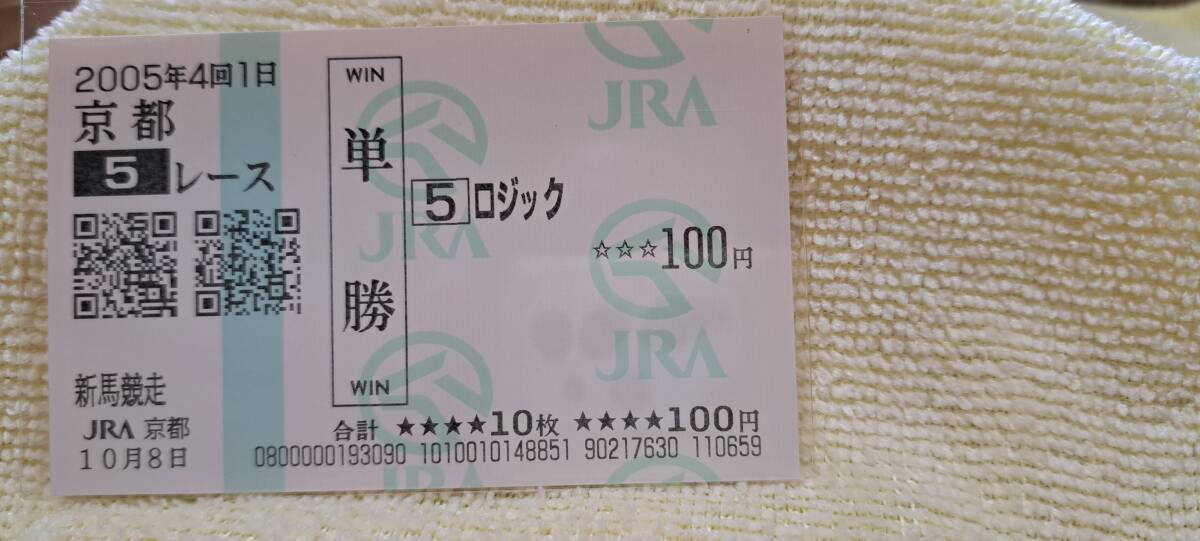 2005年4回1日
京都
5レース
新馬競走
JRA 京都
10月8日
WIN
単勝
WIN
5 ロジック
☆☆☆100円
合計 ★★★★10枚 ★★★★100円
0800000193090 1010010148851 90217630 110659
JRA
JRA
JRA